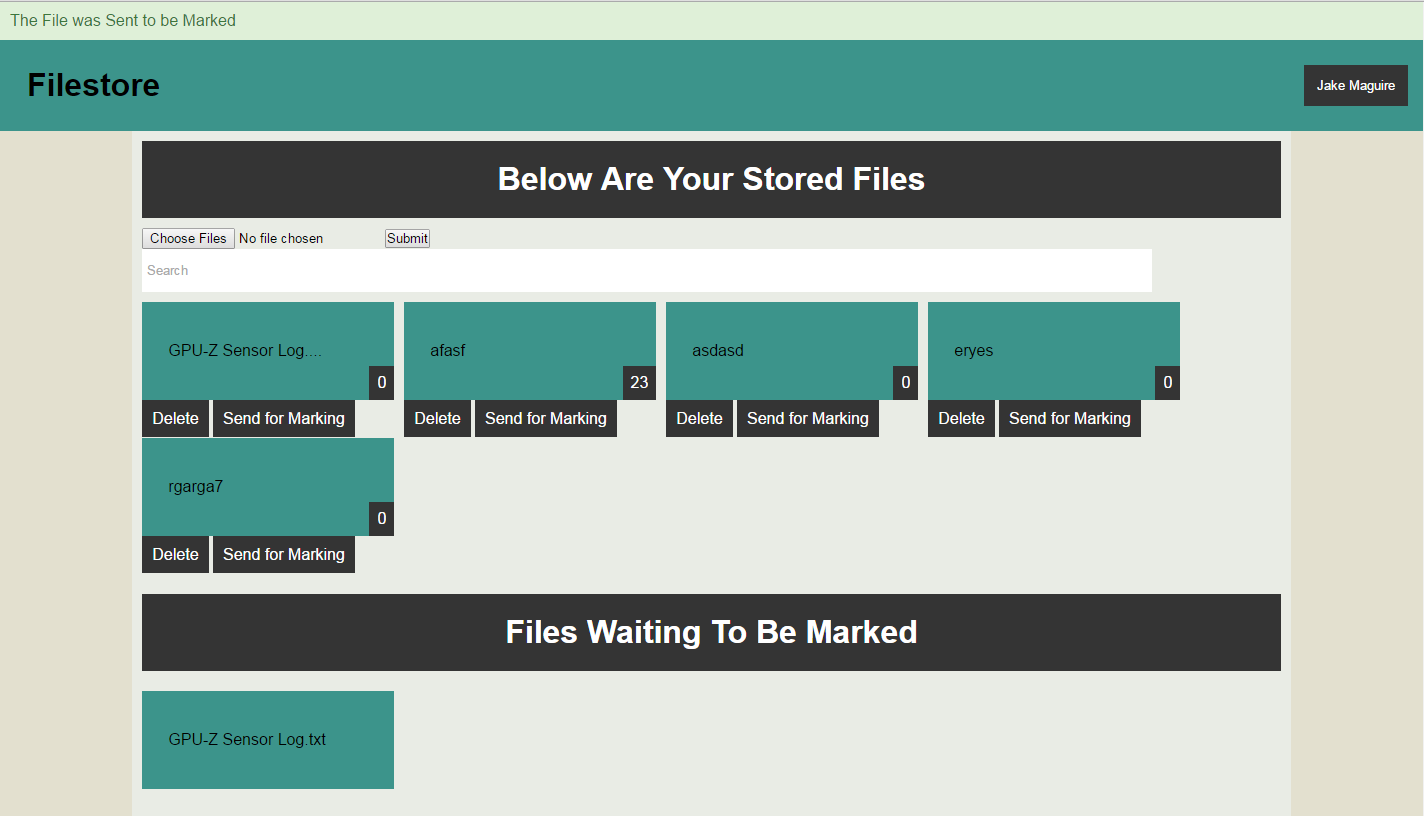 The File was Sent to be Marked
Filestore
Jake Maguire
Below Are Your Stored Files
Choose Files No file chosen Submit
Search
GPU-Z Sensor Log....
0
Delete Send for Marking
afasf
23
Delete Send for Marking
asdasd
0
Delete Send for Marking
eryes
0
Delete Send for Marking
rgarga7
0
Delete Send for Marking
Files Waiting To Be Marked
GPU-Z Sensor Log.txt